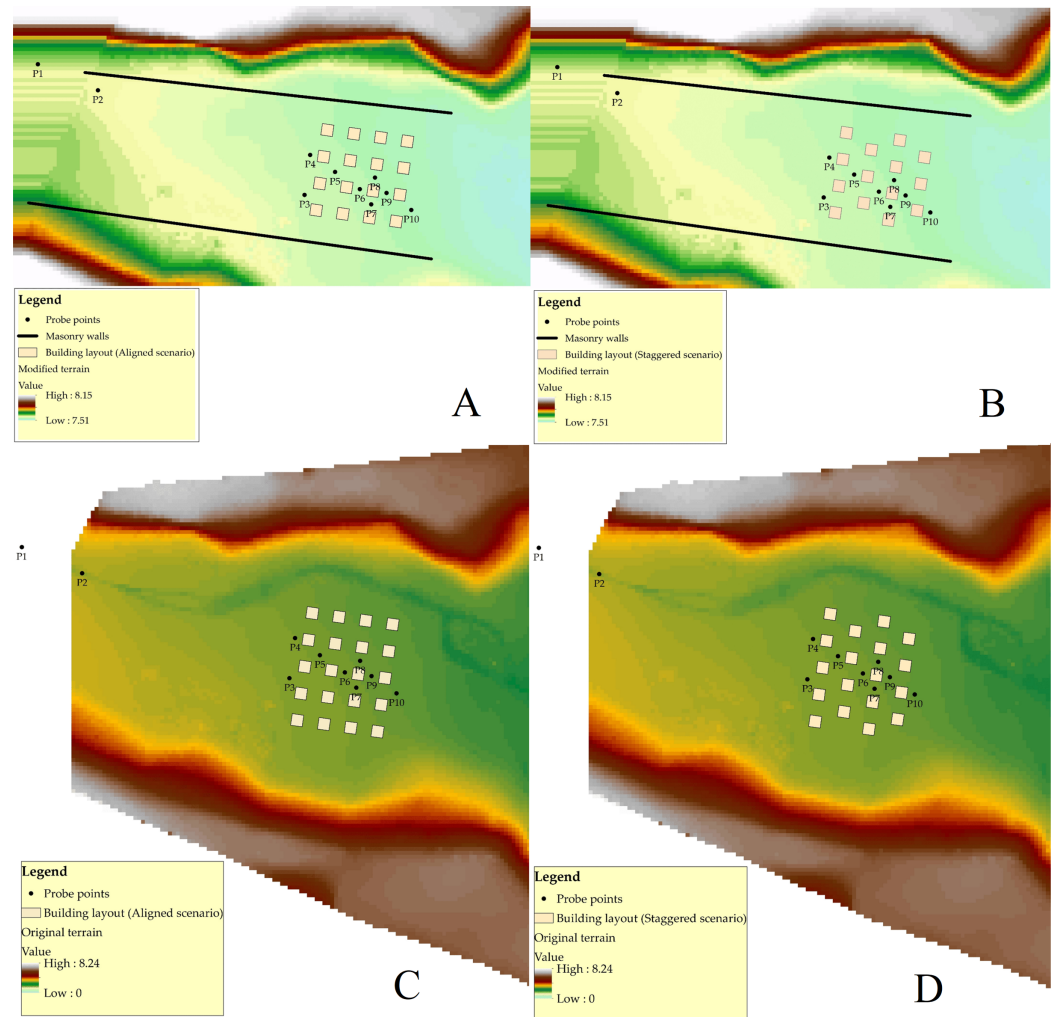 P1
P2
P4
P5
P8
P6
P9
P3
P7
P10
Legend
Probe points
Masonry walls
Building layout (Aligned scenario)
Modified terrain
Value
High : 8.15
Low : 7.51
A
P1
P2
P4
P5
P8
P6
P9
P3
P7
P10
Legend
Probe points
Masonry walls
Building layout (Staggered scenario)
Modified terrain
Value
High : 8.15
Low : 7.51
B
P1
P2
P4
P5
P8
P6
P9
P3
P7
P10
Legend
Probe points
Building layout (Aligned scenario)
Original terrain
Value
High : 8.24
Low : 0
C
P1
P2
P4
P5
P8
P6
P9
P3
P7
P10
Legend
Probe points
Building layout (Staggered scenario)
Original terrain
Value
High : 8.24
Low : 0
D